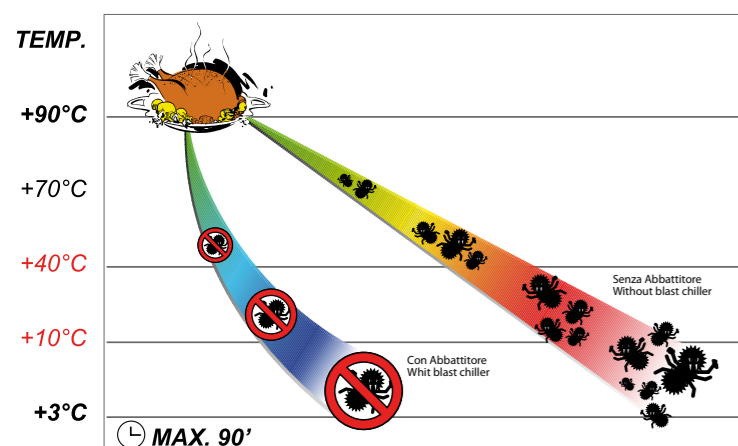 TEMP.
+90°C
+70°C
+40°C
Senza Abbattitore
Without blast chiller
+10°C
Con Abbattitore
Whit blast chiller
+3°C
MAX. 90’